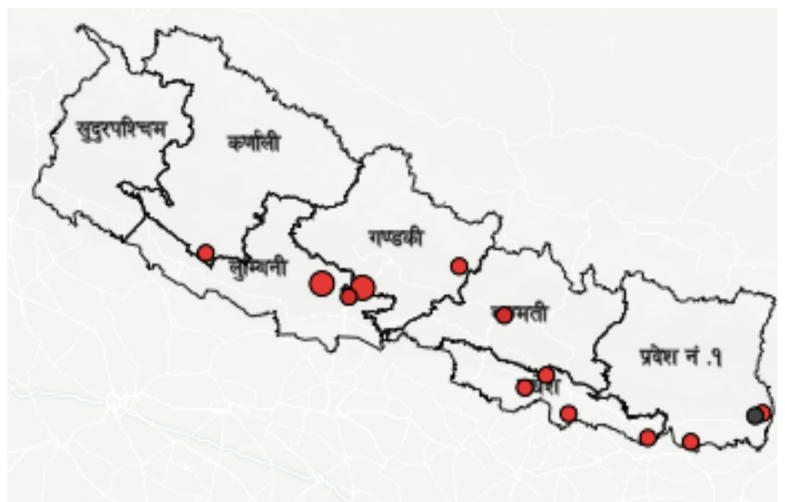 सुदुरपश्चिम
कर्णाली
गण्डकी
लुम्बिनी
प्रदेश नं .१